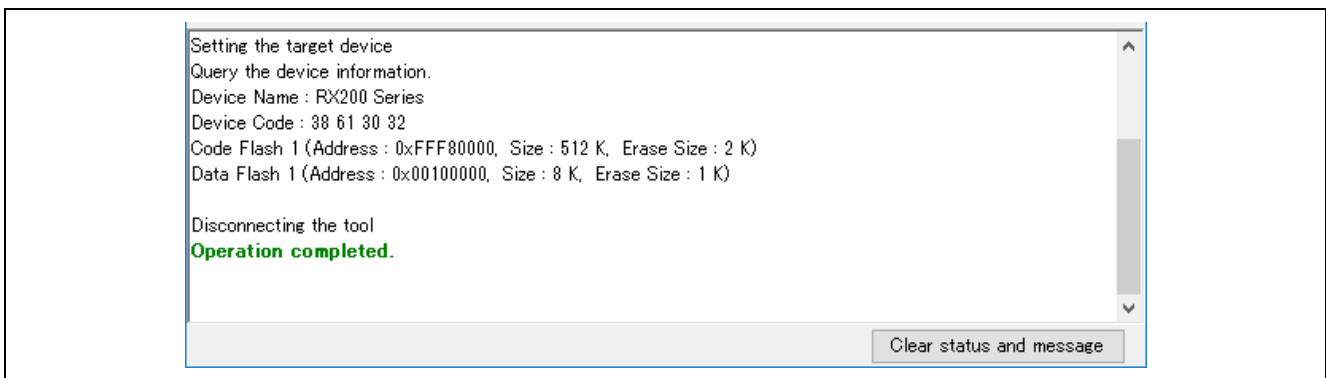 Setting the target device
Query the device information.
Device Name : RX200 Series
Device Code : 38 61 30 32
Code Flash 1 (Address : 0xFFF80000, Size : 512 K, Erase Size : 2 K)
Data Flash 1 (Address : 0x00100000, Size : 8 K, Erase Size : 1 K)
Disconnecting the tool
Operation completed.
Clear status and message